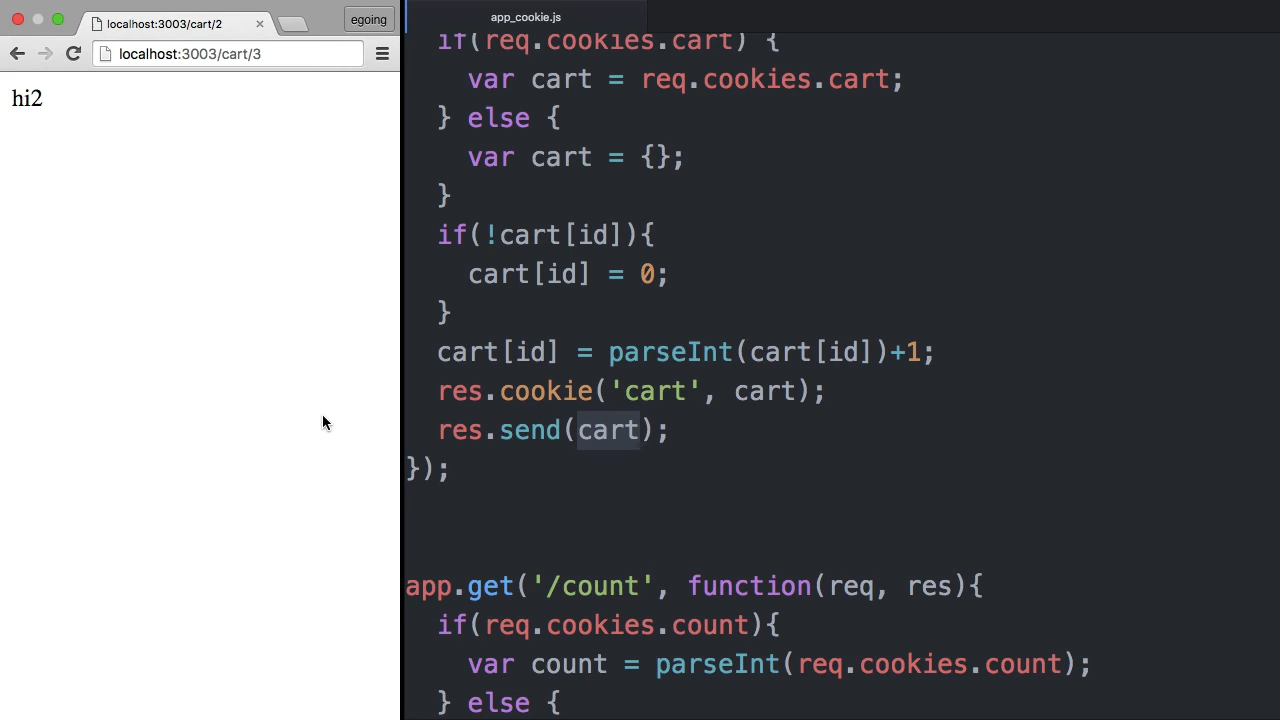 localhost:3003/cart/2
egoing
localhost:3003/cart/3
hi2
app_cookie.js
if(req.cookies.cart) {
var cart = req.cookies.cart;
} else {
var cart = {};
}
if(!cart[id]){
cart[id] = 0;
}
cart[id] = parseInt(cart[id])+1;
res.cookie('cart', cart);
res.send(cart);
});
app.get('/count', function(req, res){
if(req.cookies.count){
var count = parseInt(req.cookies.count);
} else {